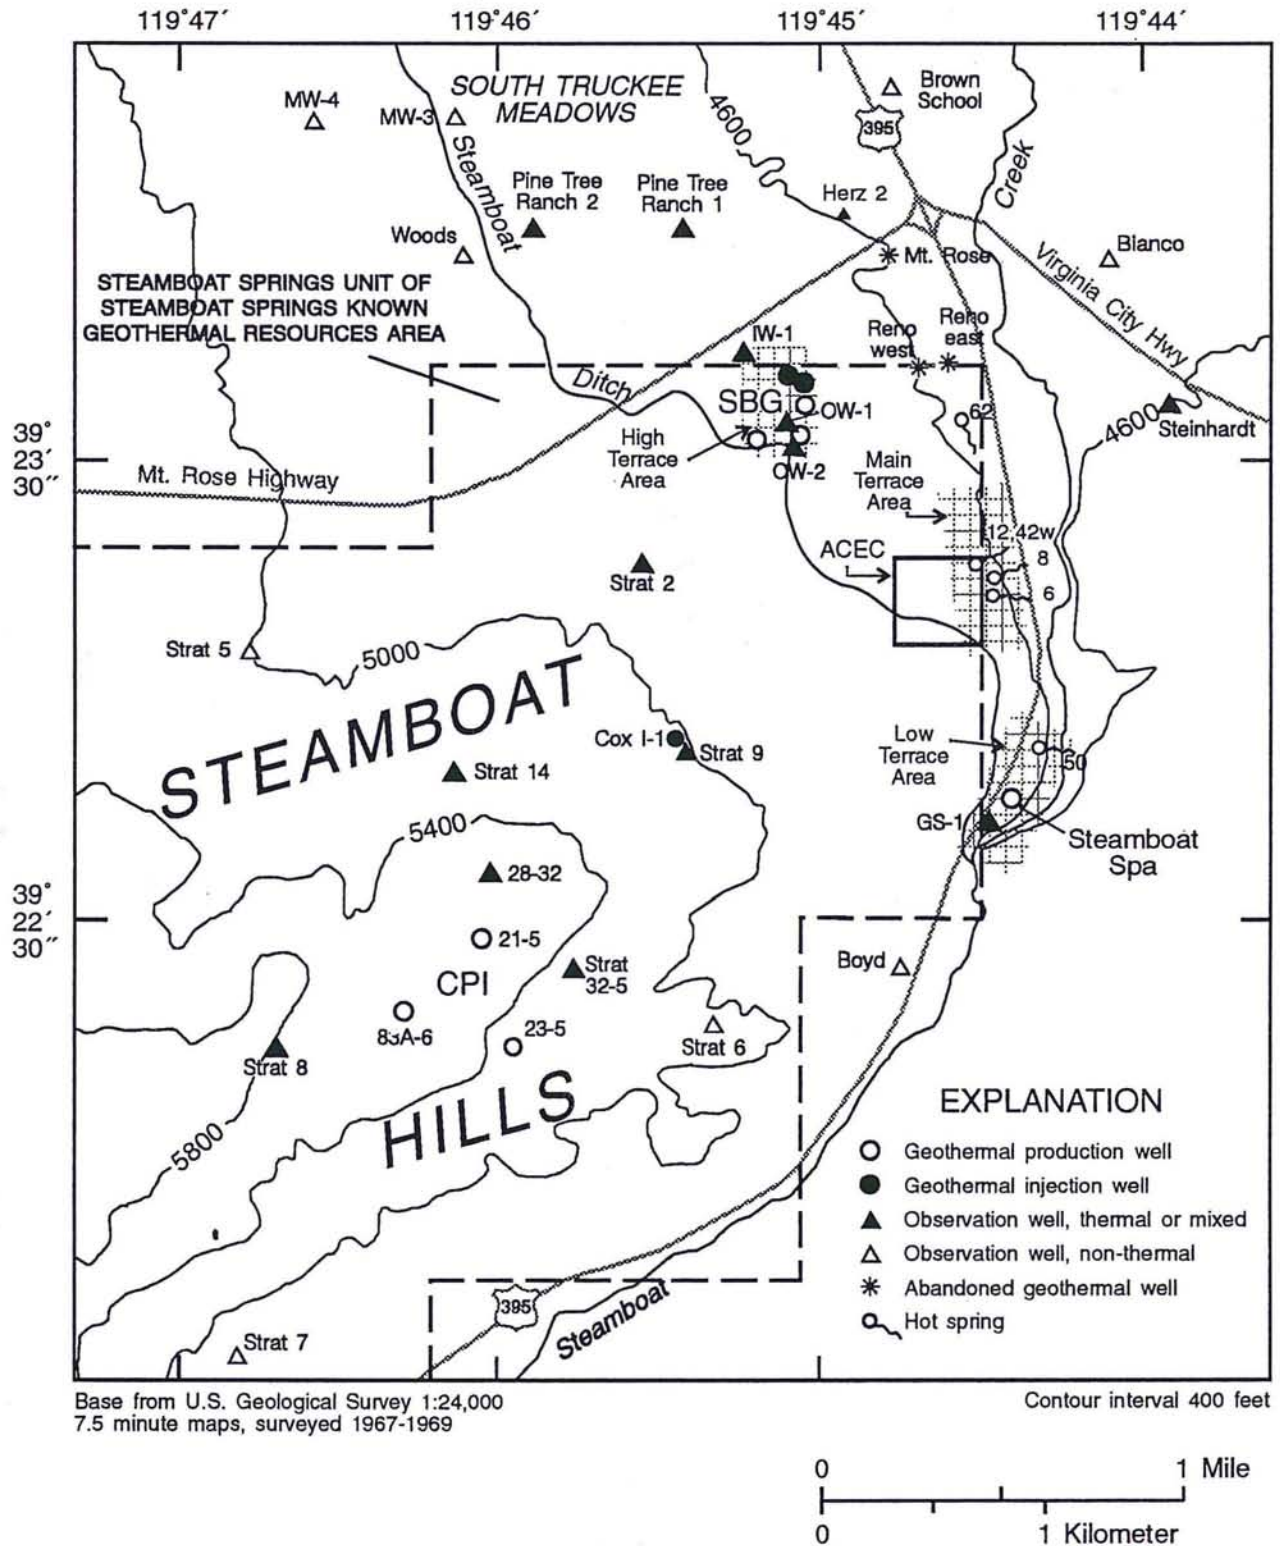 119°47′
119°46′
119°45′
119°44′
SOUTH TRUCKEE
MEADOWS
MW-4
MW-3
Steamboat
4600
395
Brown
School
Creek
Pine Tree
Ranch 2
Pine Tree
Ranch 1
Herz 2
Woods
Mt. Rose
Bianco
Virginia City Hwy
STEAMBOAT SPRINGS UNIT OF
STEAMBOAT SPRINGS KNOWN
GEOTHERMAL RESOURCES AREA
IW-1
Reno
west
Reno
east
Ditch
SBG
OW-1
62
4600
Steinhardt
39°
23′
30″
High
Terrace
Area
OW-2
Main
Terrace
Area
Mt. Rose Highway
12,42w
ACEC
8
6
Strat 2
Strat 5
5000
STEAMBOAT
Cox I-1
Strat 9
Low
Terrace
Area
50
Strat 14
5400
GS-1
Steamboat
Spa
28-32
39°
22′
30″
21-5
Strat
32-5
Boyd
CPI
83A-6
23-5
Strat 6
Strat 8
HILLS
5800
EXPLANATION
Geothermal production well
Geothermal injection well
Observation well, thermal or mixed
Observation well, non-thermal
Abandoned geothermal well
Hot spring
395
Steamboat
Strat 7
Base from U.S. Geological Survey 1:24,000
7.5 minute maps, surveyed 1967-1969
Contour interval 400 feet
0
1 Mile
0
1 Kilometer